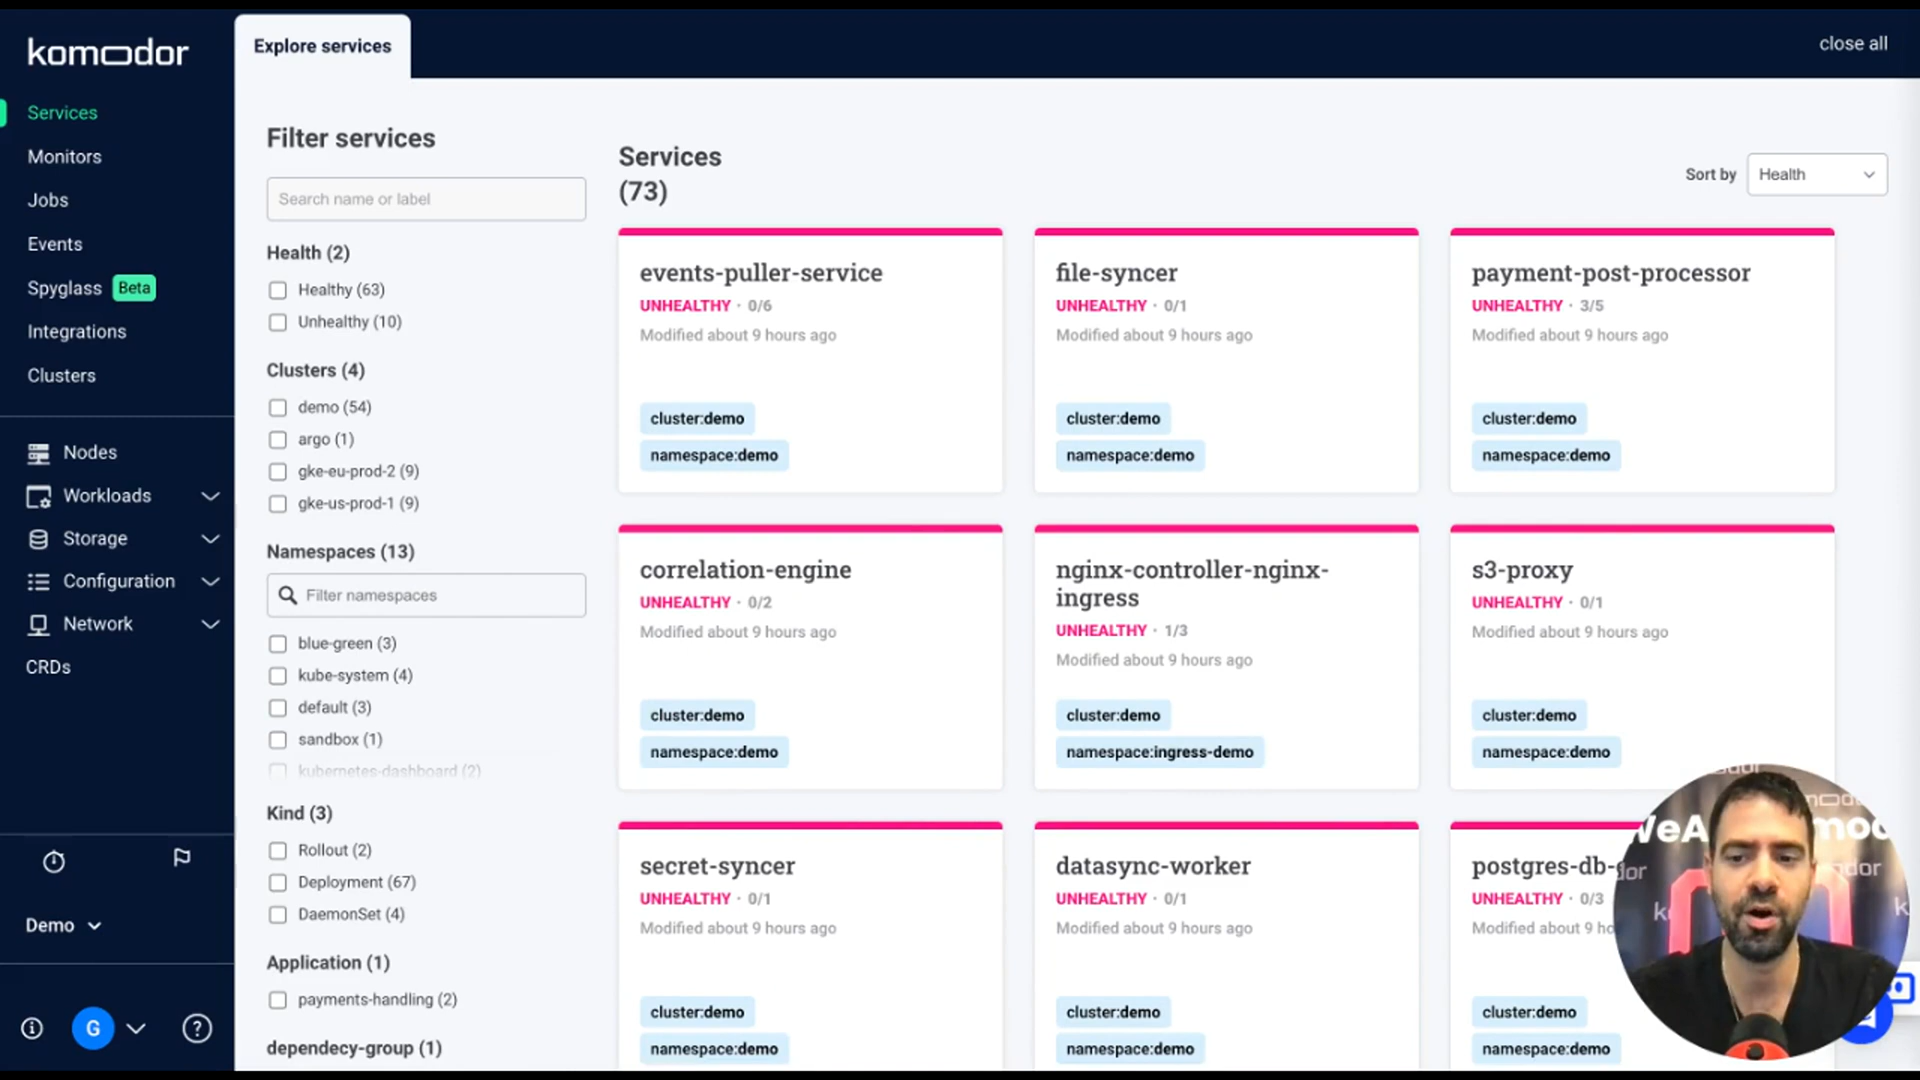 komodor
Explore services
close all
Services
Monitors
Jobs
Events
Spyglass Beta
Integrations
Clusters
Nodes
Workloads
Storage
Configuration
Network
CRDs
Demo
G
Filter services
Search name or label
Health (2)
Healthy (63)
Unhealthy (10)
Clusters (4)
demo (54)
argo (1)
gke-eu-prod-2 (9)
gke-us-prod-1 (9)
Namespaces (13)
Filter namespaces
blue-green (3)
kube-system (4)
default (3)
sandbox (1)
kubernetes-dashboard (2)
Kind (3)
Rollout (2)
Deployment (67)
DaemonSet (4)
Application (1)
payments-handling (2)
dependecy-group (1)
Services
(73)
Sort by Health
events-puller-service
UNHEALTHY · 0/6
Modified about 9 hours ago
cluster:demo
namespace:demo
file-syncer
UNHEALTHY · 0/1
Modified about 9 hours ago
cluster:demo
namespace:demo
payment-post-processor
UNHEALTHY · 3/5
Modified about 9 hours ago
cluster:demo
namespace:demo
correlation-engine
UNHEALTHY · 0/2
Modified about 9 hours ago
cluster:demo
namespace:demo
nginx-controller-nginx-
ingress
UNHEALTHY · 1/3
Modified about 9 hours ago
cluster:demo
namespace:ingress-demo
s3-proxy
UNHEALTHY · 0/1
Modified about 9 hours ago
cluster:demo
namespace:demo
secret-syncer
UNHEALTHY · 0/1
Modified about 9 hours ago
cluster:demo
namespace:demo
datasync-worker
UNHEALTHY · 0/1
Modified about 9 hours ago
cluster:demo
namespace:demo
postgres-db-
UNHEALTHY · 0/3
Modified about 9 ho
cluster:demo
namespace:demo